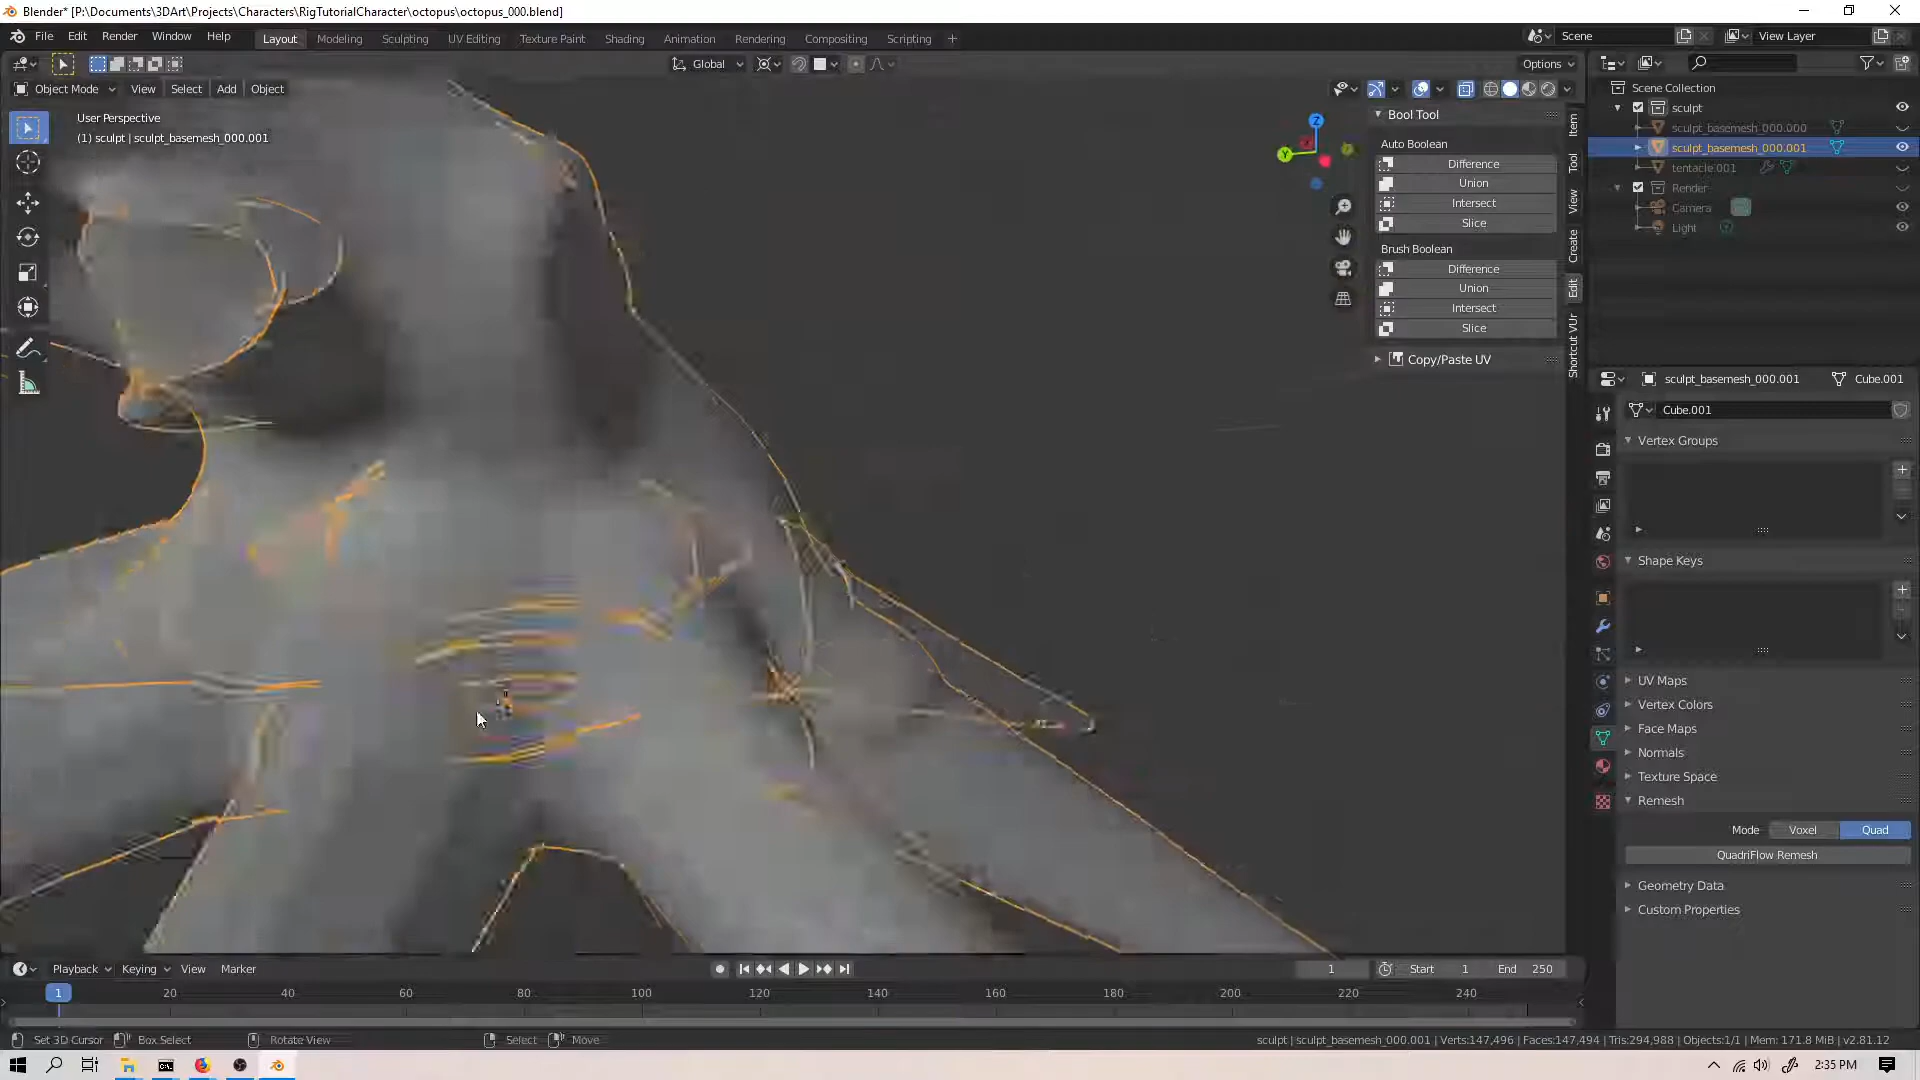 Blender* [P:\Documents\3DArt\Projects\Characters\RigTutorialCharacter\octopus\octopus_000.blend]
File Edit Render Window Help Layout Modeling Sculpting UV Editing Texture Paint Shading Animation Rendering Compositing Scripting + Scene View Layer
Global Options
Object Mode View Select Add Object
User Perspective
(1) sculpt | sculpt_basemesh_000.001
Z
Y
Bool Tool
Auto Boolean
Difference
Union
Intersect
Slice
Brush Boolean
Difference
Union
Intersect
Slice
Copy/Paste UV
Item
Tool
View
Create
Edit
Shortcut VUr
Scene Collection
sculpt
sculpt_basemesh_000.000
sculpt_basemesh_000.001
tentacle.001
Render
Camera
Light
sculpt_basemesh_000.001 Cube.001
Cube.001
Vertex Groups
Shape Keys
UV Maps
Vertex Colors
Face Maps
Normals
Texture Space
Remesh
Mode Voxel Quad
QuadriFlow Remesh
Geometry Data
Custom Properties
Playback Keying View Marker 1 Start 1 End 250
1 20 40 60 80 100 120 140 160 180 200 220 240
Set 3D Cursor Box Select Rotate View Select Move sculpt | sculpt_basemesh_000.001 | Verts:147,496 | Faces:147,494 | Tris:294,988 | Objects:1/1 | Mem: 171.8 MiB | v2.81.12
2:35 PM